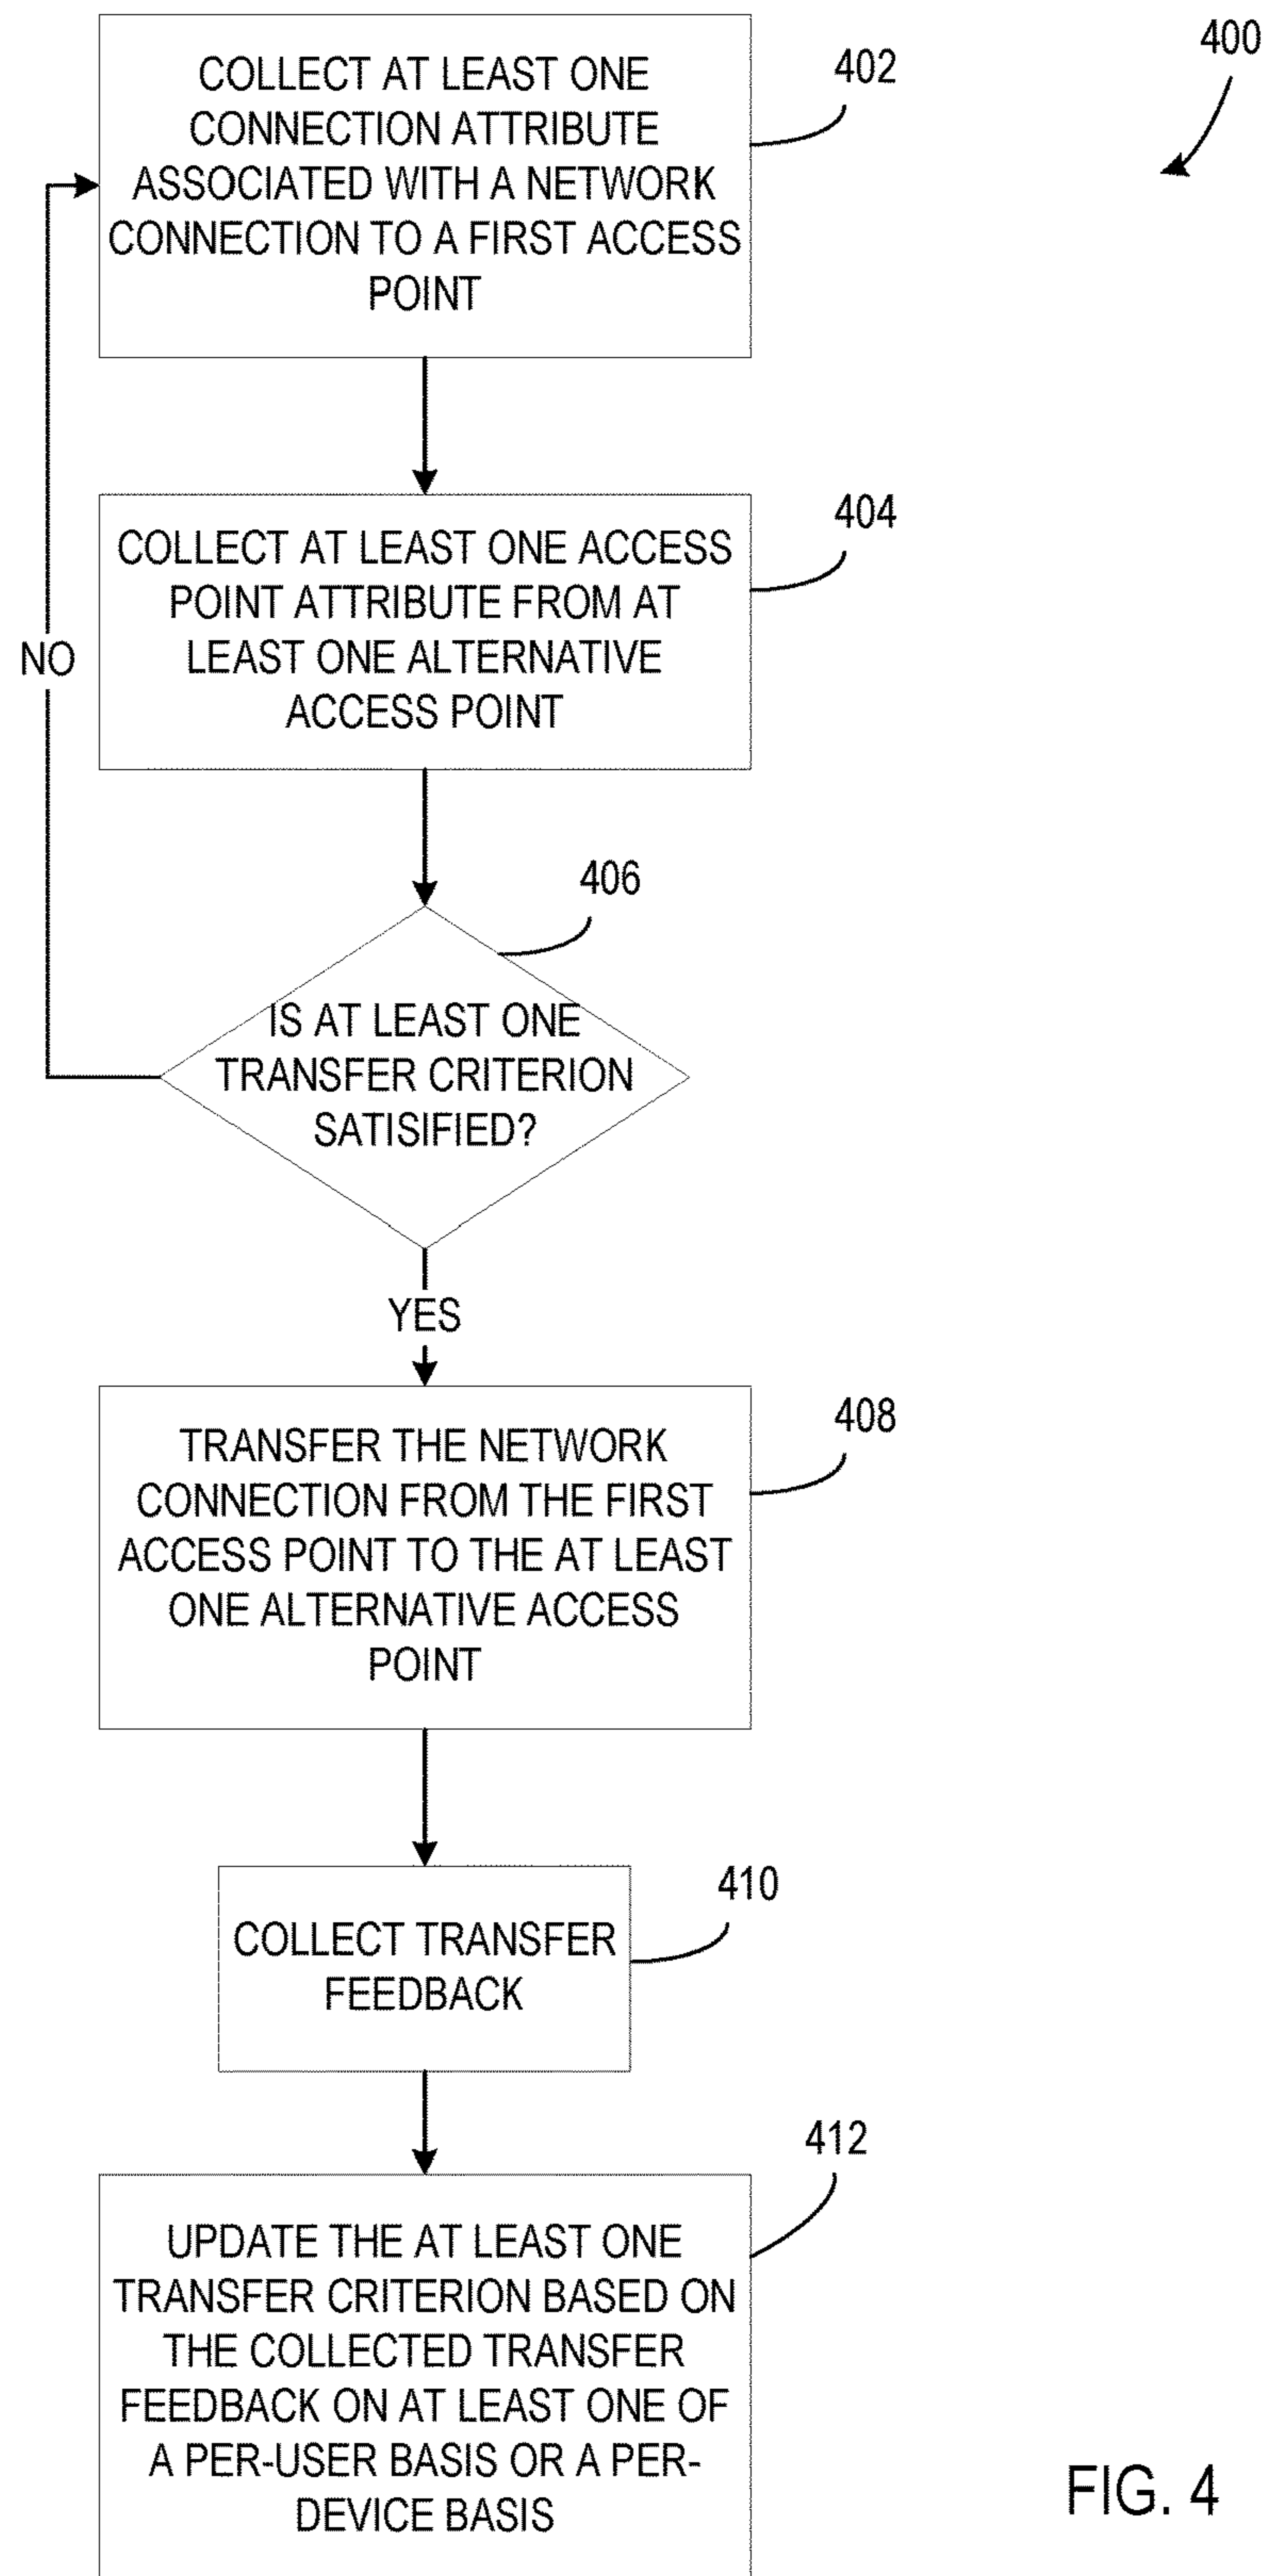 400
402
COLLECT AT LEAST ONE
CONNECTION ATTRIBUTE
ASSOCIATED WITH A NETWORK
CONNECTION TO A FIRST ACCESS
POINT
404
COLLECT AT LEAST ONE ACCESS
POINT ATTRIBUTE FROM AT
LEAST ONE ALTERNATIVE
ACCESS POINT
NO
406
IS AT LEAST ONE
TRANSFER CRITERION
SATISIFIED?
YES
408
TRANSFER THE NETWORK
CONNECTION FROM THE FIRST
ACCESS POINT TO THE AT LEAST
ONE ALTERNATIVE ACCESS
POINT
410
COLLECT TRANSFER
FEEDBACK
412
UPDATE THE AT LEAST ONE
TRANSFER CRITERION BASED ON
THE COLLECTED TRANSFER
FEEDBACK ON AT LEAST ONE OF
A PER-USER BASIS OR A PER-
DEVICE BASIS
FIG. 4